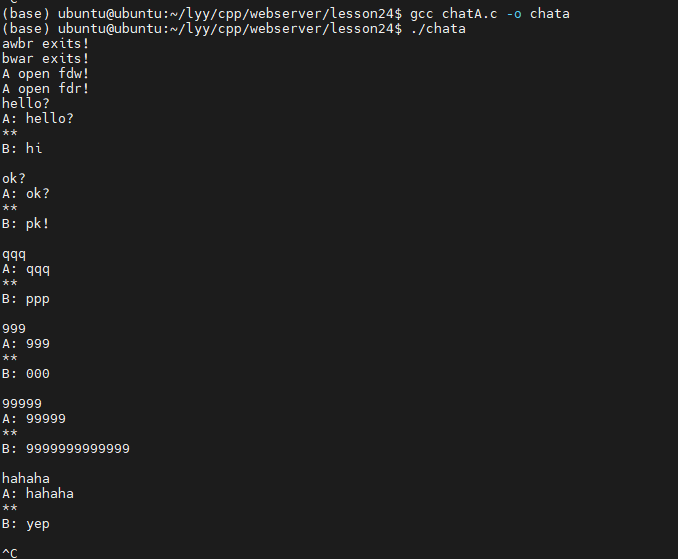 (base) ubuntu@ubuntu:~/lyy/cpp/webserver/lesson24$ gcc chatA.c -o chata
(base) ubuntu@ubuntu:~/lyy/cpp/webserver/lesson24$ ./chata
awbr exits!
bwar exits!
A open fdw!
A open fdr!
hello?
A: hello?
**
B: hi
ok?
A: ok?
**
B: pk!
qqq
A: qqq
**
B: ppp
999
A: 999
**
B: 000
99999
A: 99999
**
B: 9999999999999
hahaha
A: hahaha
**
B: yep
^C